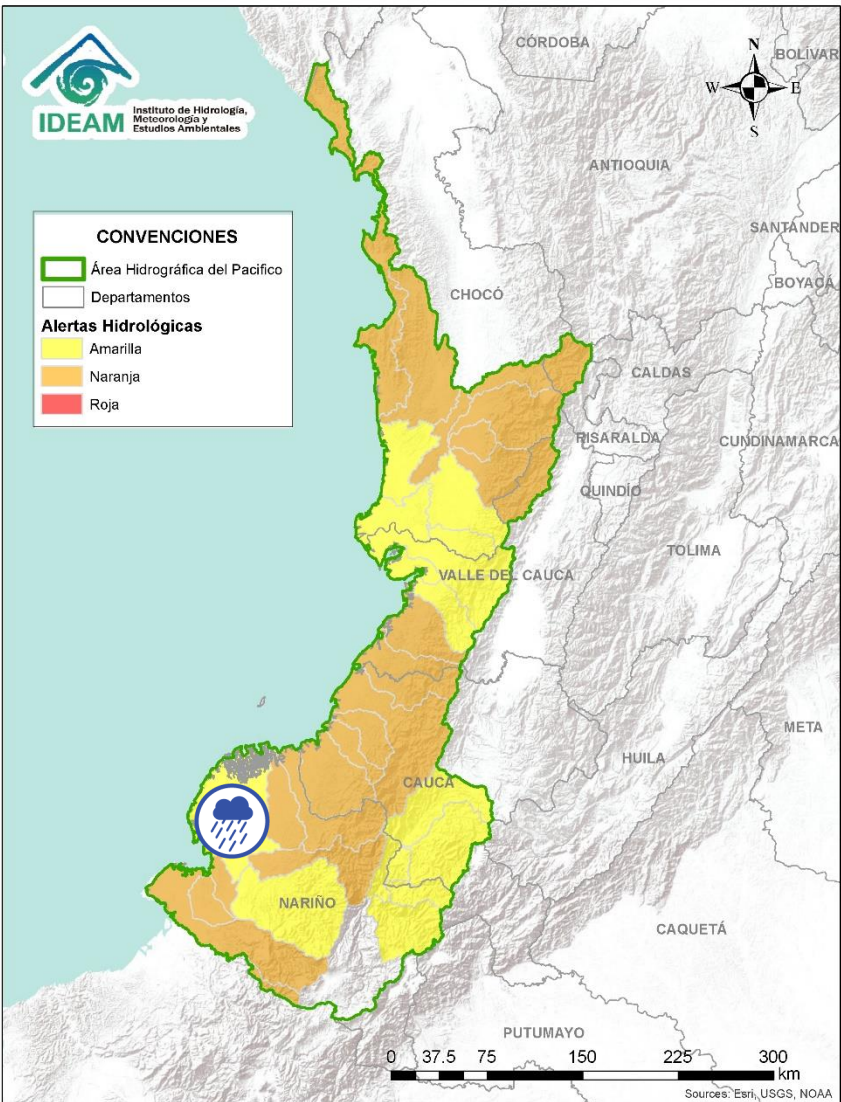 IDEAM
Instituto de Hidrología,
Meteorología y
Estudios Ambientales
CÓRDOBA
N
BOLIVAR
W
E
S
ANTIOQUIA
CONVENCIONES
Área Hidrográfica del Pacifico
Departamentos
Alertas Hidrológicas
Amarilla
Naranja
Roja
SANTANDER
BOYACÁ
CHOCÓ
CALDAS
RISARALDA
CUNDINAMARCA
QUINDÍO
TOLIMA
VALLE DEL CAUCA
META
HUILA
CAUCA
NARIÑO
CAQUETÁ
PUTUMAYO
0 37.5 75 150 225 300
km
Sources: Esri, USGS, NOAA